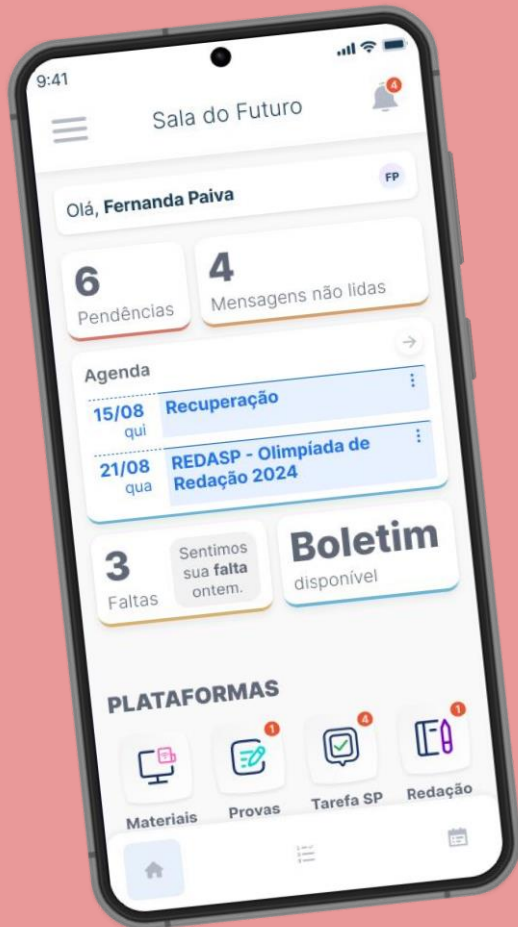 9:41
Sala do Futuro
4
Olá, Fernanda Paiva
FP
6
Pendências
4
Mensagens não lidas
Agenda
15/08
qui
Recuperação
21/08
qua
REDASP - Olimpíada de
Redação 2024
3
Faltas
Sentimos
sua falta
ontem.
Boletim
disponível
PLATAFORMAS
1
4
1
Materiais
Provas
Tarefa SP
Redação